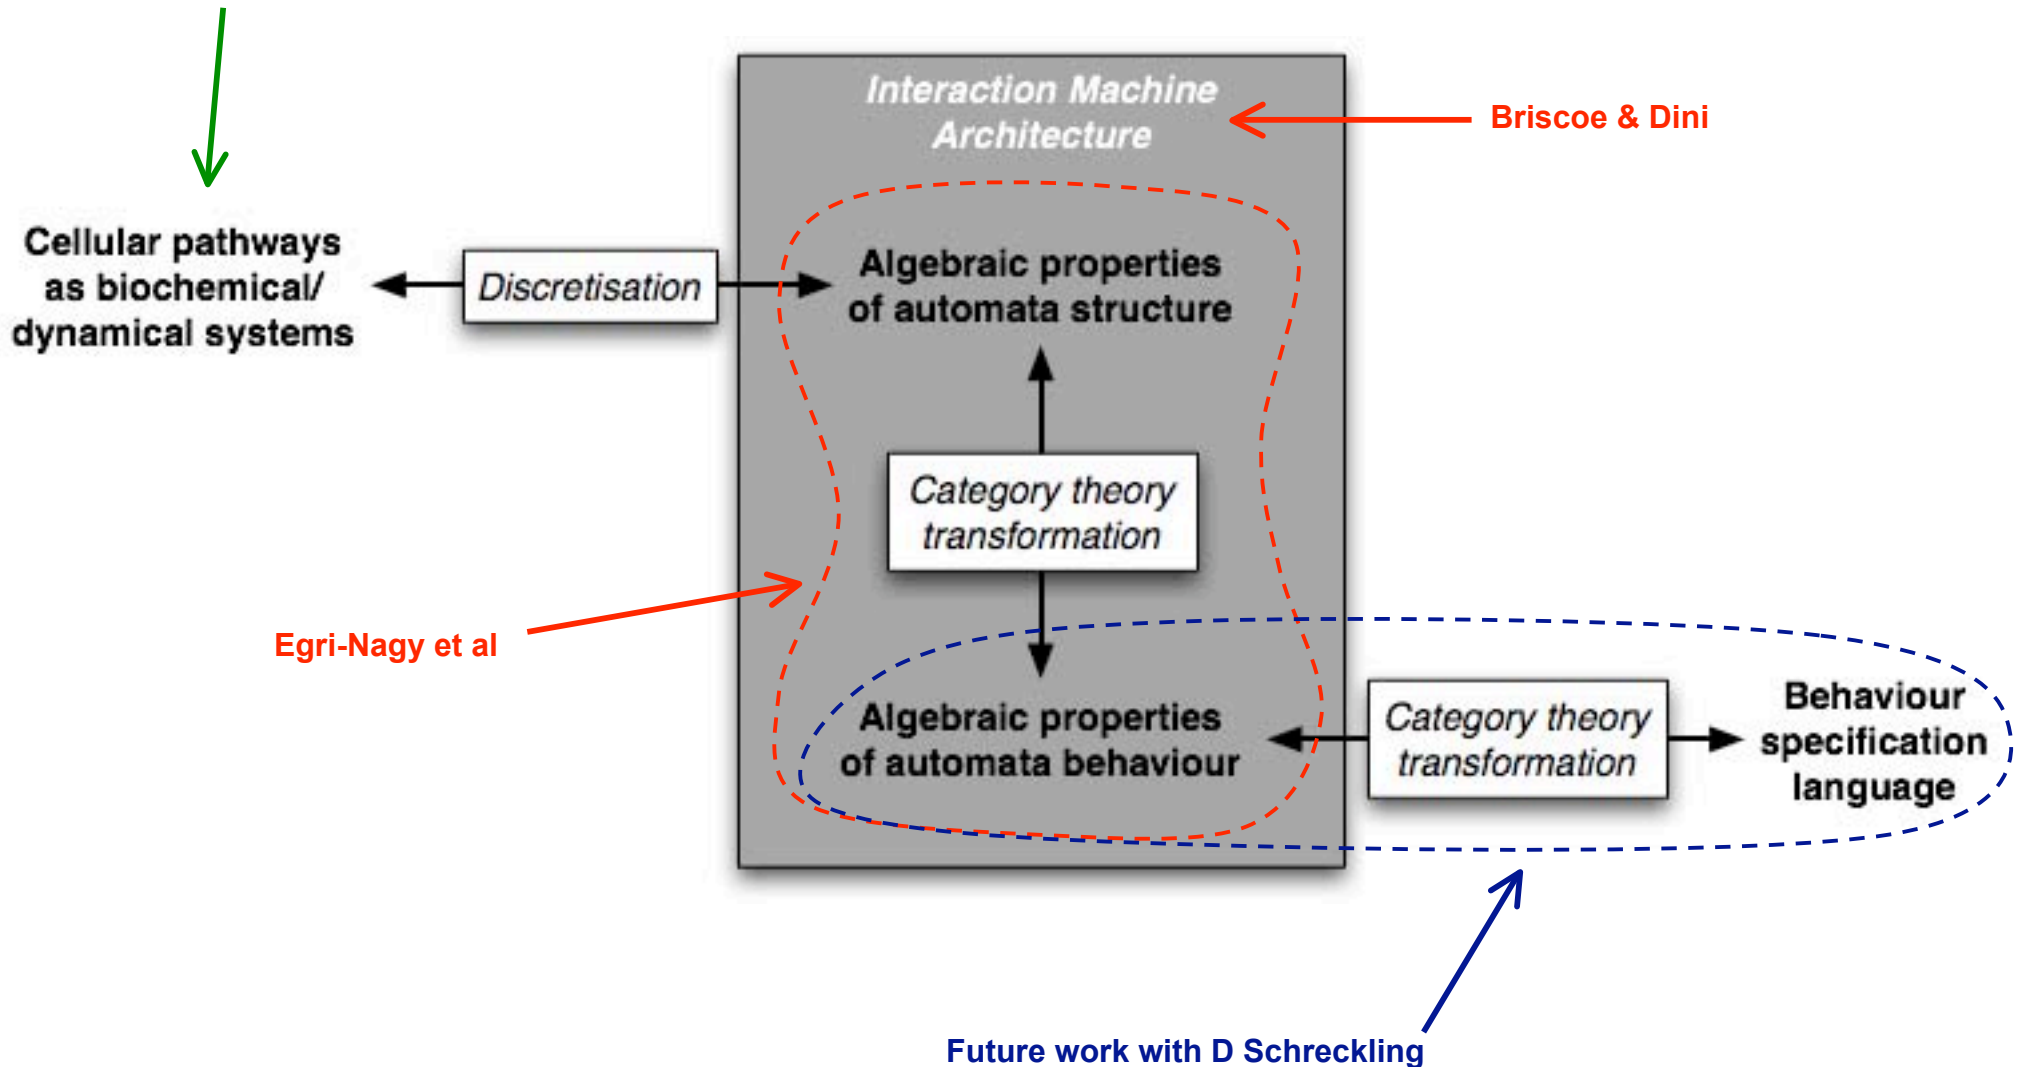 Interaction Machine
Architecture
Briscoe & Dini
Cellular pathways
as biochemical/
dynamical systems
Discretisation
Algebraic properties
of automata structure
Category theory
transformation
Egri-Nagy et al
Algebraic properties
of automata behaviour
Category theory
transformation
Behaviour
specification
language
Future work with D Schreckling